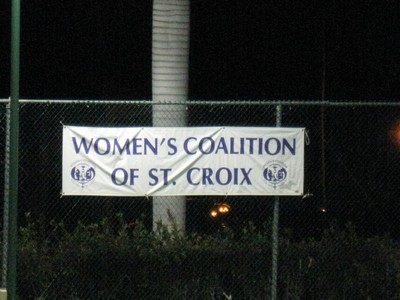 WOMEN'S COALITION
OF ST. CROIX